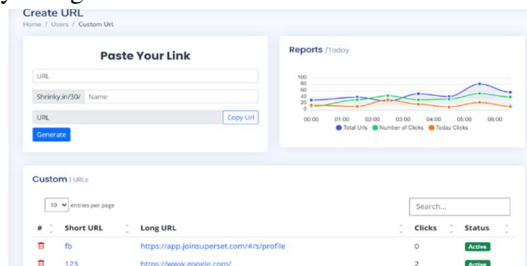 Create URL
Home / Users / Custom Url
Paste Your Link
URL
Shrinky.in/30/ Name
URL Copy Url
Generate
Reports /Today
100
80
60
40
20
0
00:00 01:00 02:00 03:00 04:00 05:00 06:00
Total Urls Number of Clicks Today Clicks
Custom | URLs
10 entries per page
Search...
# Short URL Long URL Clicks Status
fb https://app.joinsuperset.com/#/s/profile 0 Active
123 https://www.google.com/ 2 Active